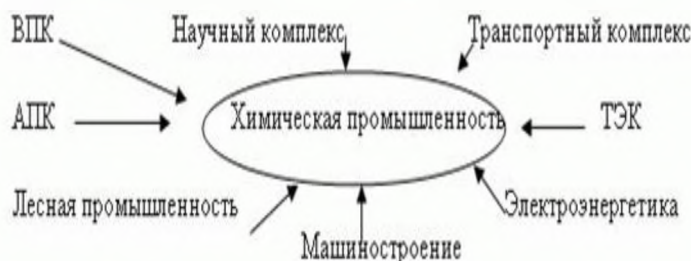 ВПК Научный комплекс Транспортный комплекс
АПК Химическая промышленность ТЭК
Лесная промышленность Электроэнергетика
Машиностроение